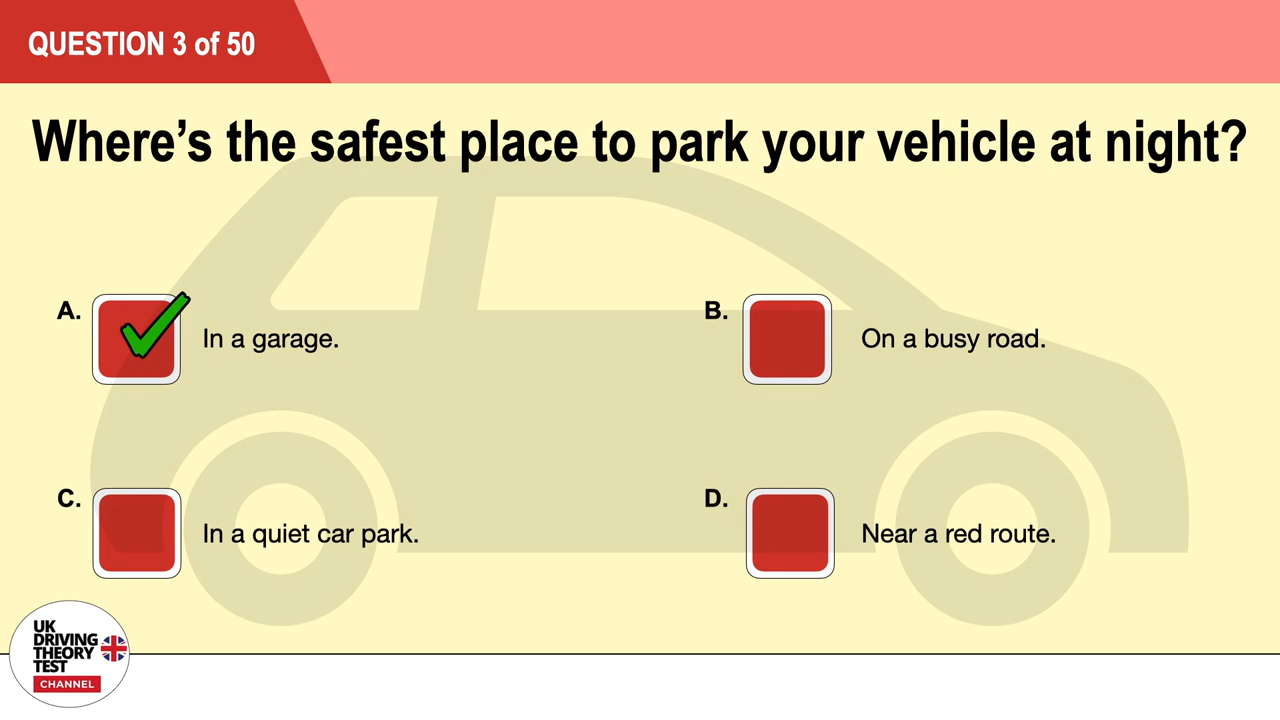 QUESTION 3 of 50
Where’s the safest place to park your vehicle at night?
A.
In a garage.
B.
On a busy road.
C.
In a quiet car park.
D.
Near a red route.
UK
DRIVING
THEORY
TEST
CHANNEL